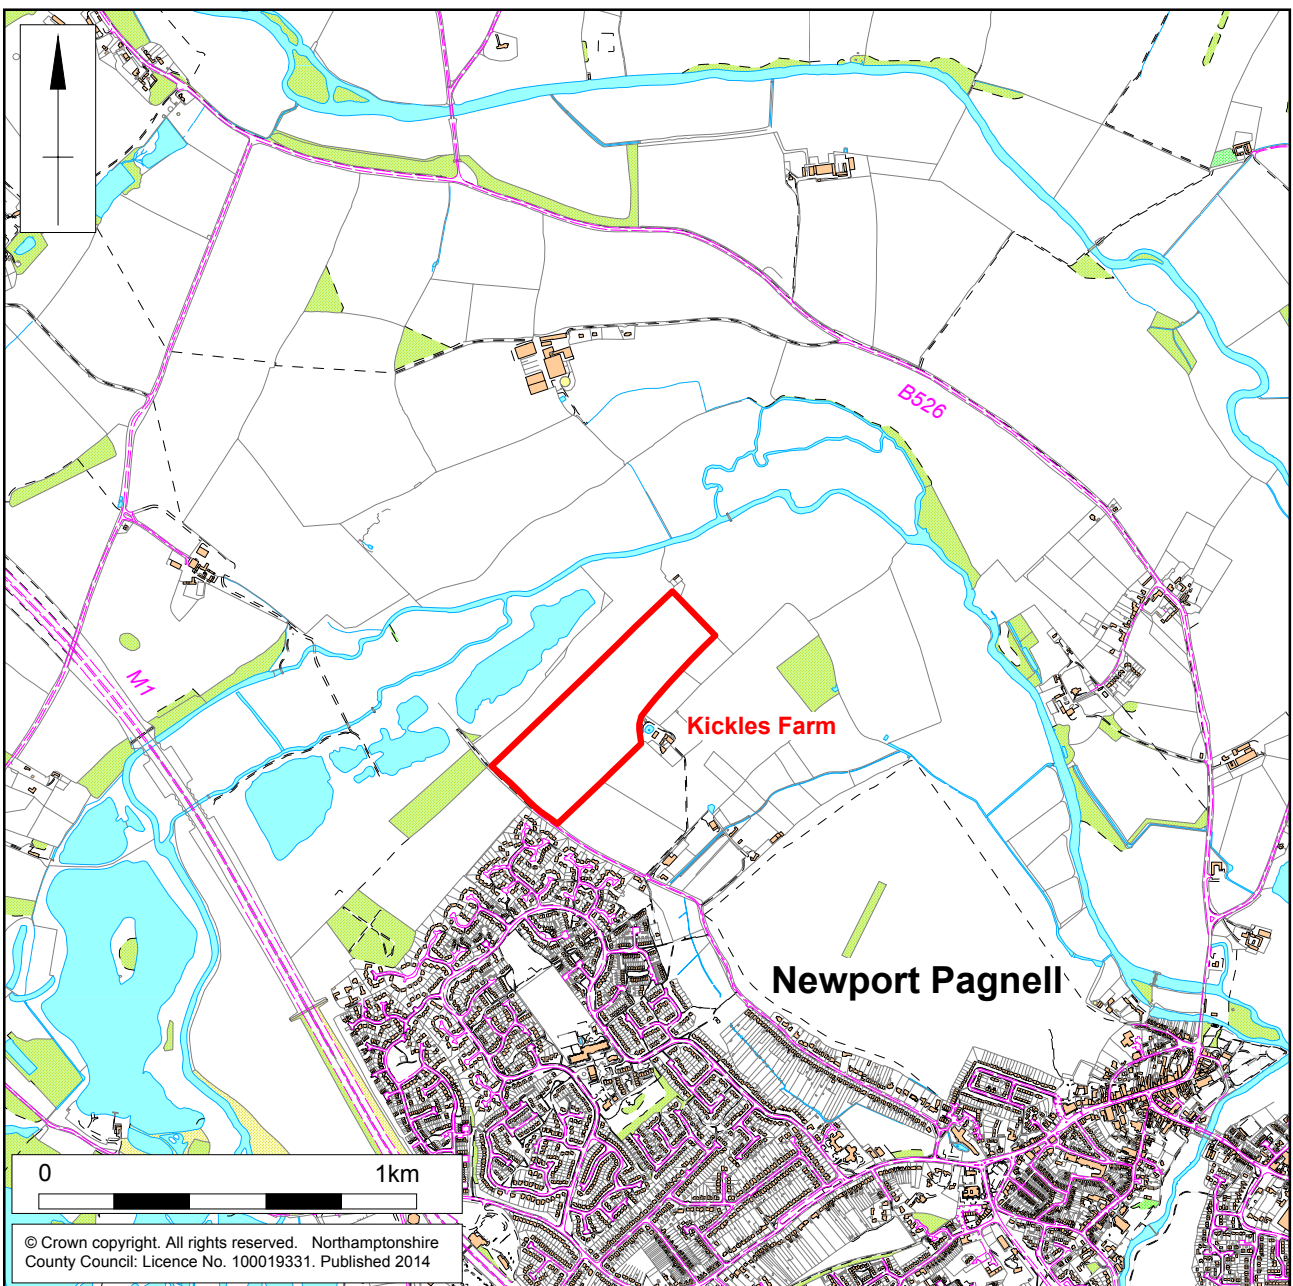 B526
M1
Kickles Farm
Newport Pagnell
0 1km
© Crown copyright. All rights reserved. Northamptonshire
County Council: Licence No. 100019331. Published 2014